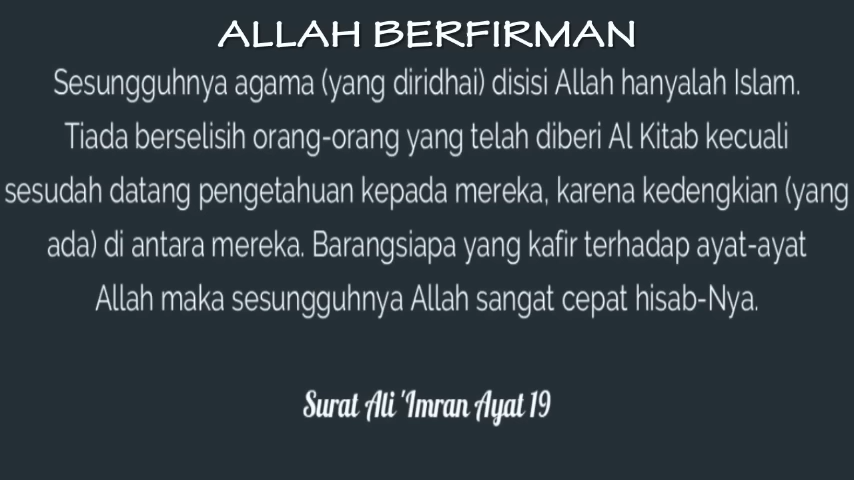 ALLAH BERFIRMAN
Sesungguhnya agama (yang diridhai) disisi Allah hanyalah Islam.
Tiada berselisih orang-orang yang telah diberi Al Kitab kecuali
sesudah datang pengetahuan kepada mereka, karena kedengkian (yang
ada) di antara mereka. Barangsiapa yang kafir terhadap ayat-ayat
Allah maka sesungguhnya Allah sangat cepat hisab-Nya.
Surat Ali 'Imran Ayat 19